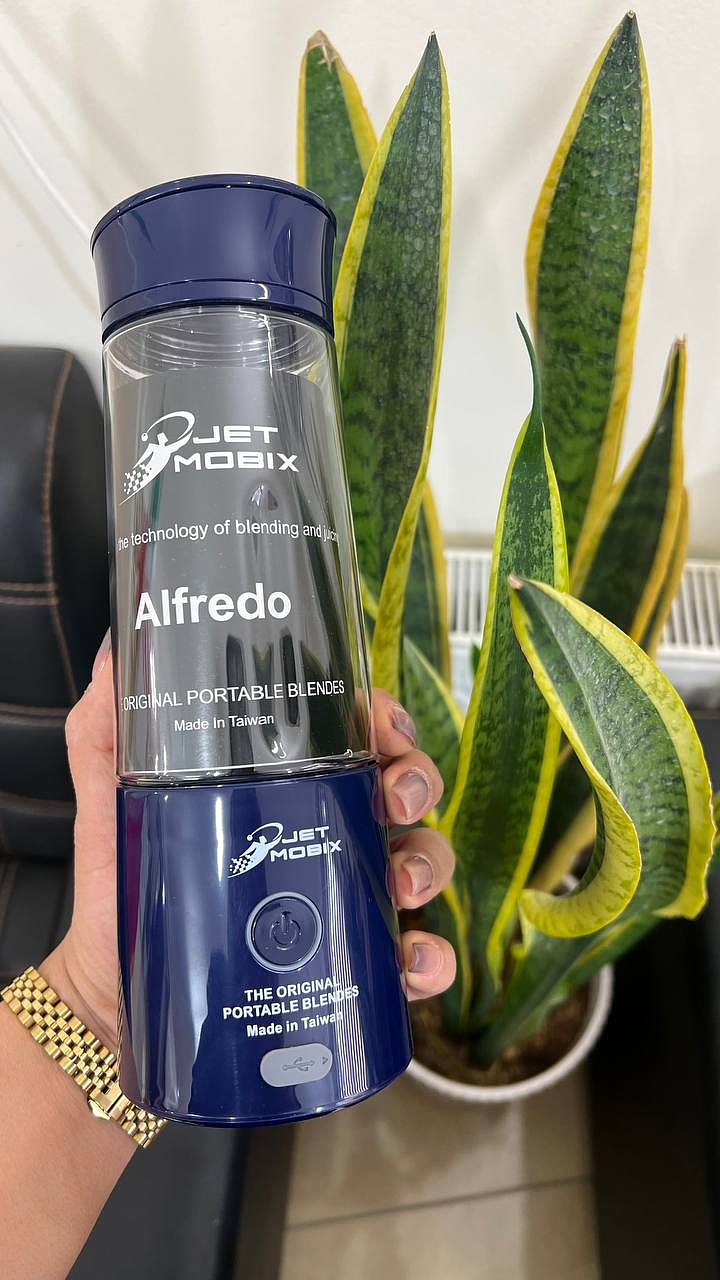 JET
MOBIX
the technology of blending and
Alfredo
ORIGINAL PORTABLE BLENDES
Made In Taiwan
JET
MOBIX
THE ORIGINAL
PORTABLE BLENDES
Made in Taiwan